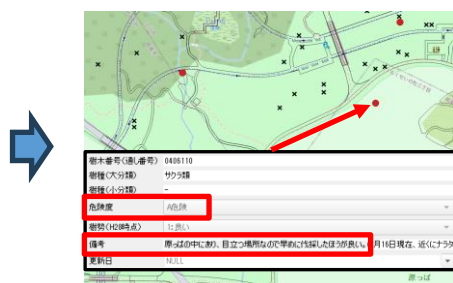 樹木番号(通し番号) 0406110
樹種(大分類) サクラ類
樹種(小分類) -
危険度 A危険
樹勢(H28時点) 1:良い
備考 原っぱの中にあり、目立つ場所なので早めに伐採したほうが良い。 月16日現在、近くにナラタ
更新日 NULL
原っぱ